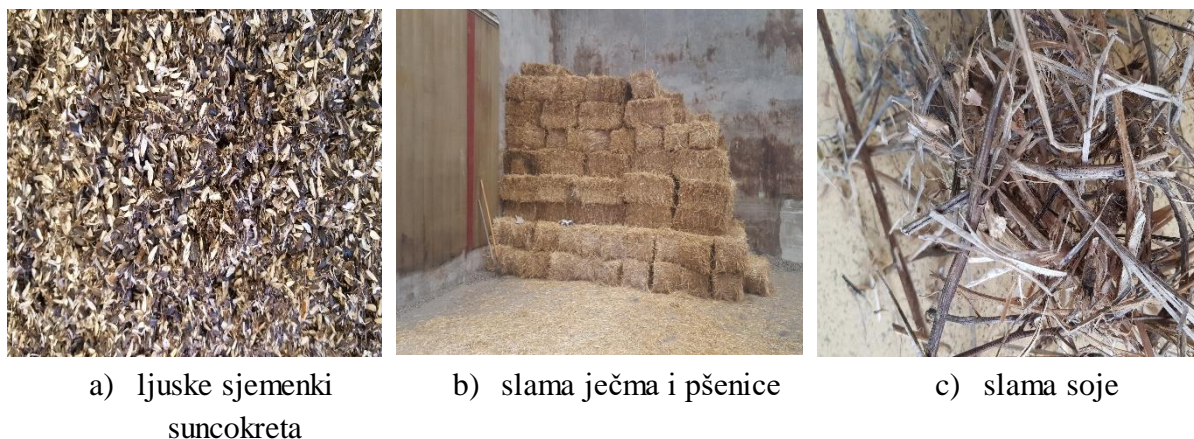 a) ljuske sjemenki
suncokreta
b) slama ječma i pšenice
c) slama soje